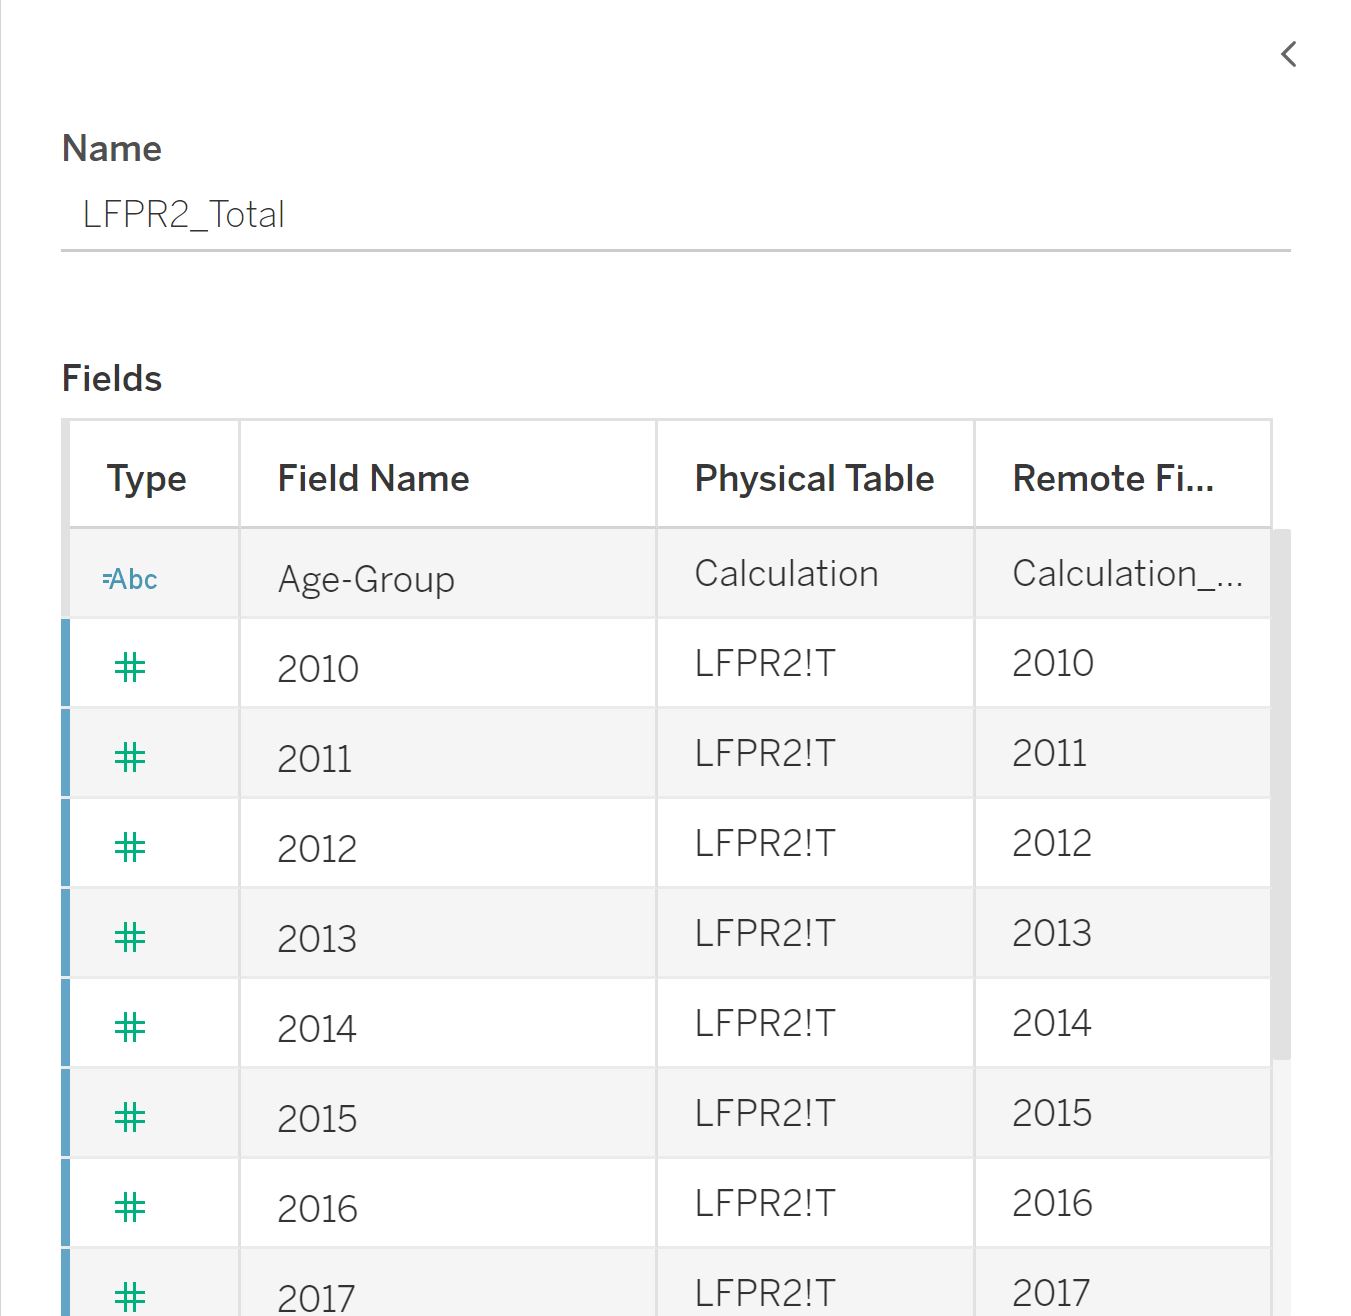 Name
LFPR2_Total
Fields
Type Field Name Physical Table Remote Fi...
=Abc Age-Group Calculation Calculation_...
# 2010 LFPR2!T 2010
# 2011 LFPR2!T 2011
# 2012 LFPR2!T 2012
# 2013 LFPR2!T 2013
# 2014 LFPR2!T 2014
# 2015 LFPR2!T 2015
# 2016 LFPR2!T 2016
# 2017 LFPR2!T 2017